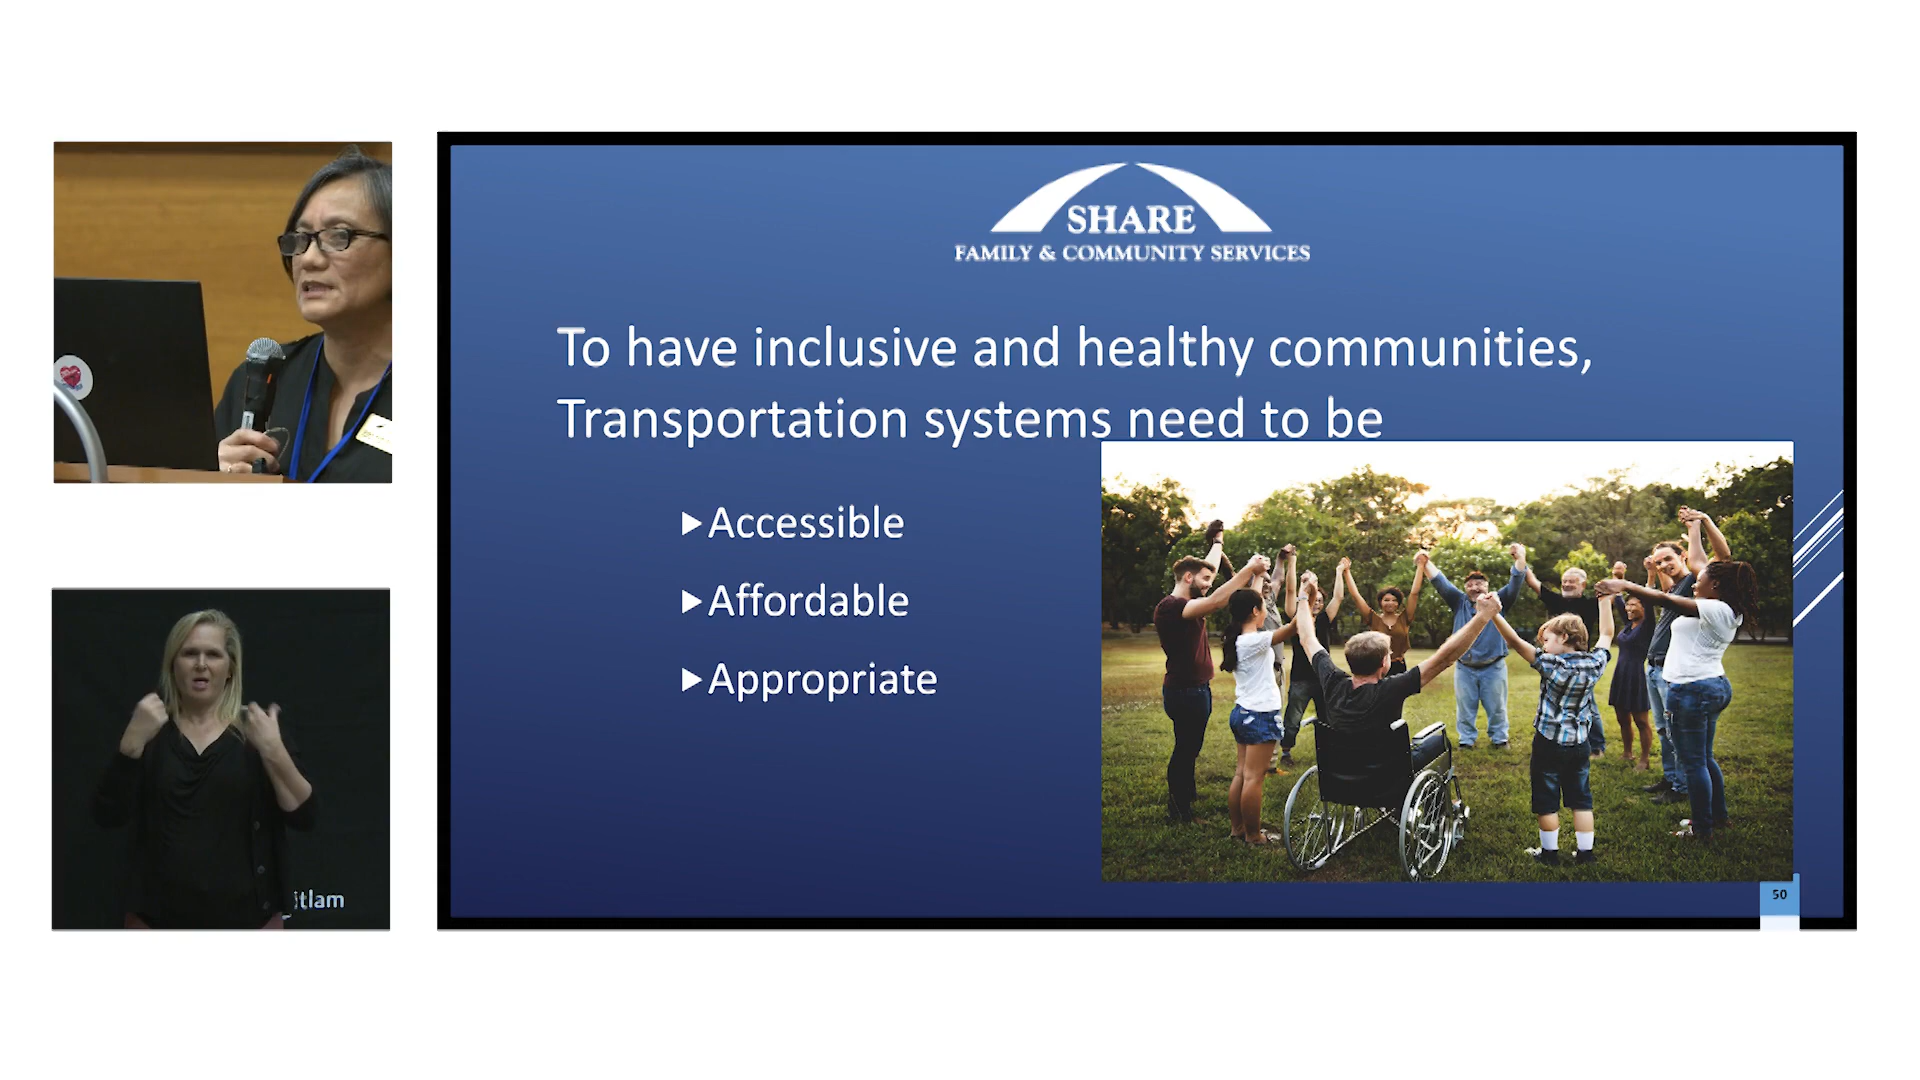 SHARE
FAMILY & COMMUNITY SERVICES
To have inclusive and healthy communities,
Transportation systems need to be
Accessible
Affordable
Appropriate
50
itlam